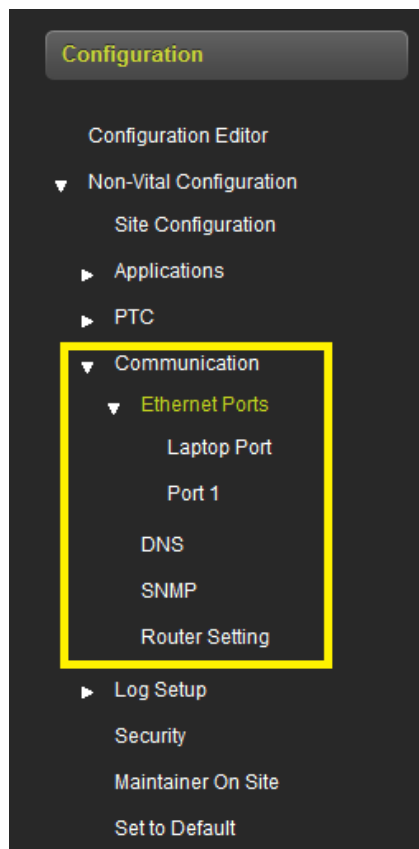 Configuration
Configuration Editor
Non-Vital Configuration
Site Configuration
Applications
PTC
Communication
Ethernet Ports
Laptop Port
Port 1
DNS
SNMP
Router Setting
Log Setup
Security
Maintainer On Site
Set to Default